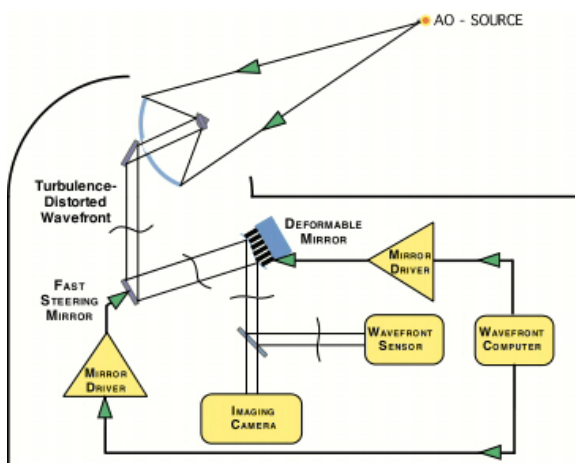 AO - SOURCE
Turbulence-
Distorted
Wavefront
DEFORMABLE
MIRROR
MIRROR
DRIVER
FAST
STEERING
MIRROR
WAVEFRONT
SENSOR
WAVEFRONT
COMPUTER
MIRROR
DRIVER
IMAGING
CAMERA